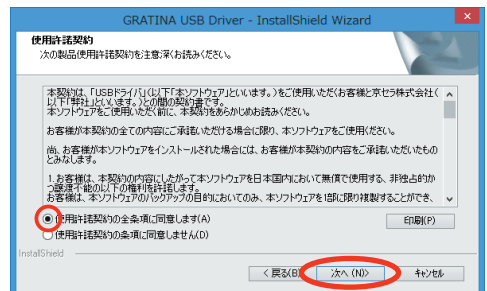 GRATINA USB Driver - InstallShield Wizard
使用許諾契約
次の製品使用許諾契約を注意深くお読みください。
本契約は、「USBドライバ」(以下「本ソフトウェア」といいます。)をご使用いただくお客様と京セラ株式会社(
以下「弊社」といいます。)との間の契約書です。
本ソフトウェアをご使用いただく前に、本契約をあらかじめお読みください。
お客様が本契約の全ての内容にご承諾いただける場合に限り、本ソフトウェアをご使用ください。
尚、お客様が本ソフトウェアをインストールされた場合には、お客様が本契約の内容をご承諾いただいたもの
とみなします。
1. お客様は、本契約の内容にしたがって本ソフトウェアを日本国内において無償で使用する、非独占的か
つ譲渡不能の以下の権利を許諾します。
お客様は、本ソフトウェアのバックアップの目的においてのみ、本ソフトウェアを1部に限り複製することができ、
使用許諾契約の全条項に同意します(A)
印刷(P)
使用許諾契約の条項に同意しません(D)
InstallShield
< 戻る(B)
次へ (N)>
キャンセル